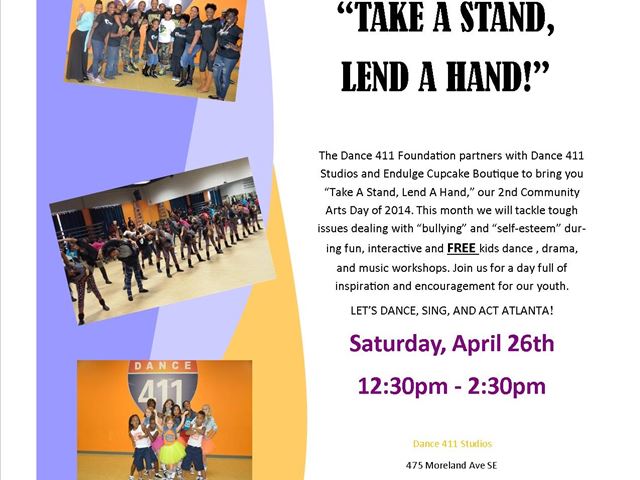 “TAKE A STAND,
LEND A HAND!”
The Dance 411 Foundation partners with Dance 411
Studios and Endulge Cupcake Boutique to bring you
“Take A Stand, Lend A Hand,” our 2nd Community
Arts Day of 2014. This month we will tackle tough
issues dealing with “bullying” and “self-esteem” dur-
ing fun, interactive and FREE kids dance , drama,
and music workshops. Join us for a day full of
inspiration and encouragement for our youth.
LET’S DANCE, SING, AND ACT ATLANTA!
Saturday, April 26th
12:30pm - 2:30pm
Dance 411 Studios
475 Moreland Ave SE
DANCE
411